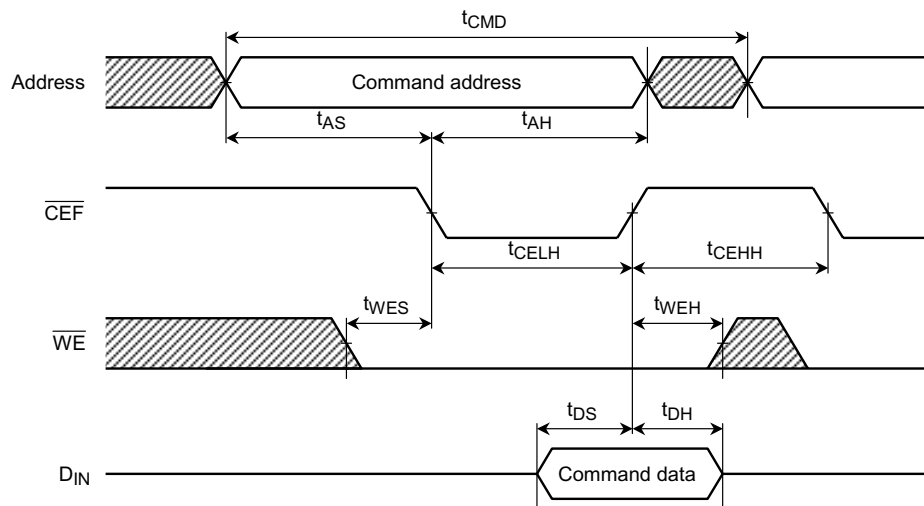 tCMD
Address
Command address
tAS
tAH
CEF
tCELH
tCEHH
tWES
tWEH
WE
tDS
tDH
DIN
Command data